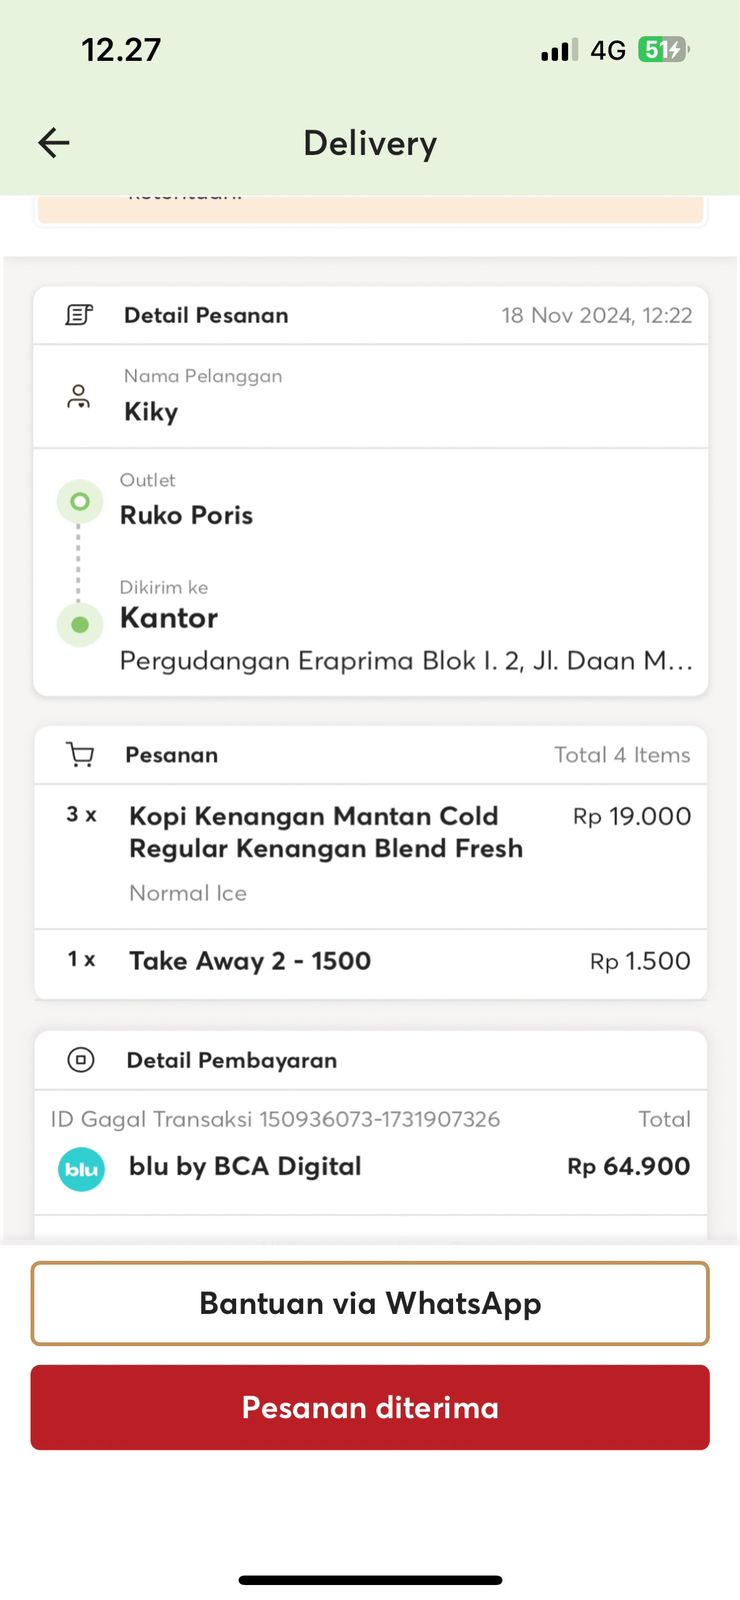 12.27
4G
51
Delivery
Detail Pesanan
18 Nov 2024, 12:22
Nama Pelanggan
Kiky
Outlet
Ruko Poris
Dikirim ke
Kantor
Pergudangan Eraprima Blok I. 2, Jl. Daan M...
Pesanan
Total 4 Items
3 x
Kopi Kenangan Mantan Cold
Rp 19.000
Regular Kenangan Blend Fresh
Normal Ice
1 x
Take Away 2 - 1500
Rp 1.500
Detail Pembayaran
ID Gagal Transaksi 150936073-1731907326
Total
blu
blu by BCA Digital
Rp 64.900
Bantuan via WhatsApp
Pesanan diterima